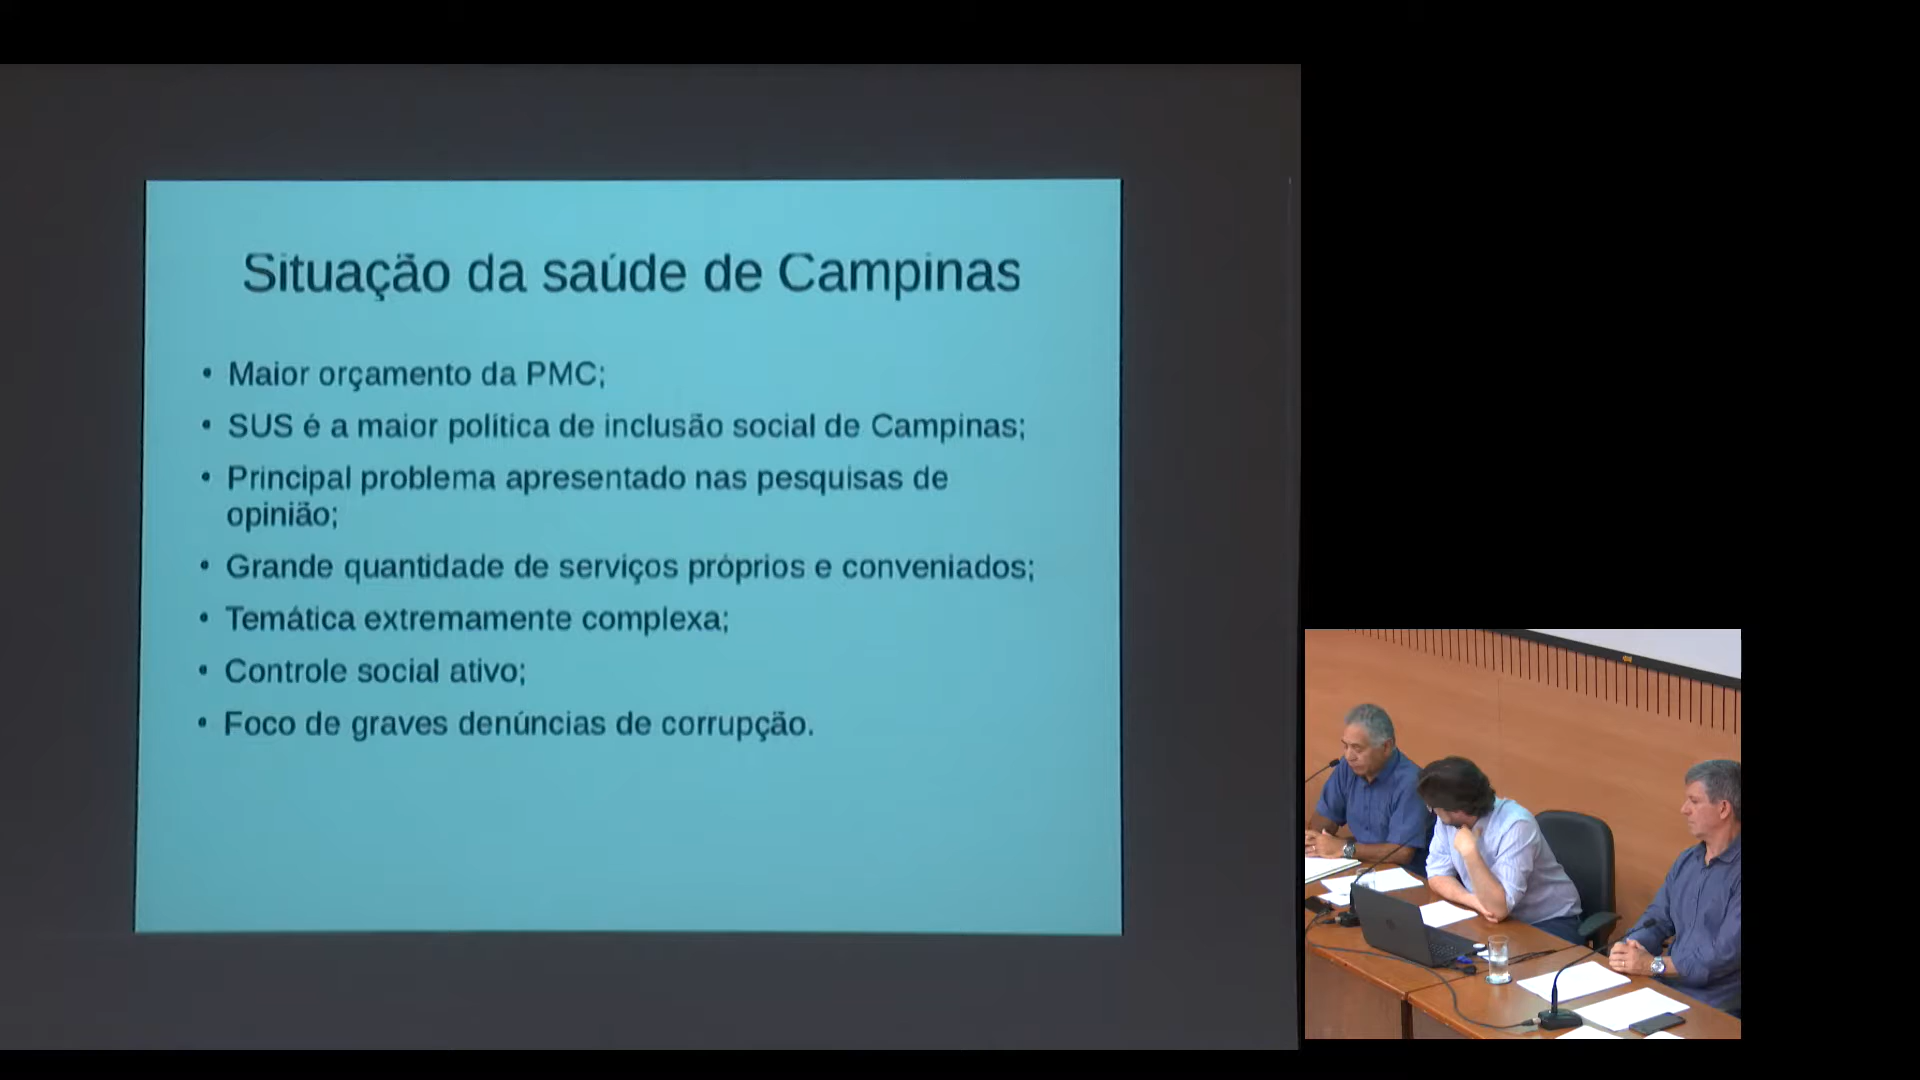 Situação da saúde de Campinas
• Maior orçamento da PMC;
• SUS é a maior política de inclusão social de Campinas;
• Principal problema apresentado nas pesquisas de
opinião;
• Grande quantidade de serviços próprios e conveniados;
• Temática extremamente complexa;
• Controle social ativo;
• Foco de graves denúncias de corrupção.